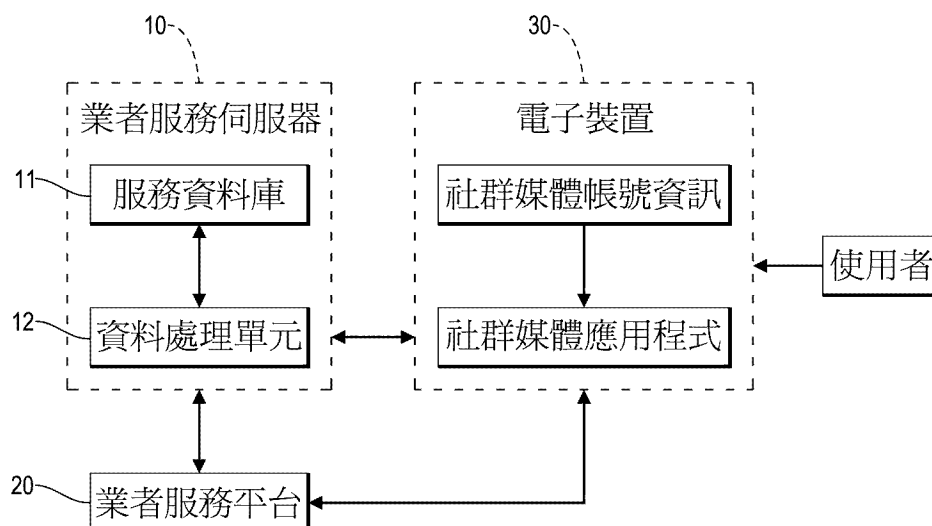 10
30
業者服務伺服器
電子裝置
11
服務資料庫
社群媒體帳號資訊
使用者
12
資料處理單元
社群媒體應用程式
20
業者服務平台